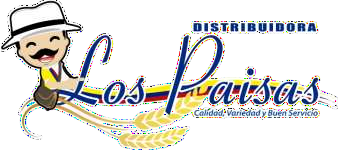 DISTRIBUIDORA
Los Paisas
Calidad, Variedad y Buen Servicio